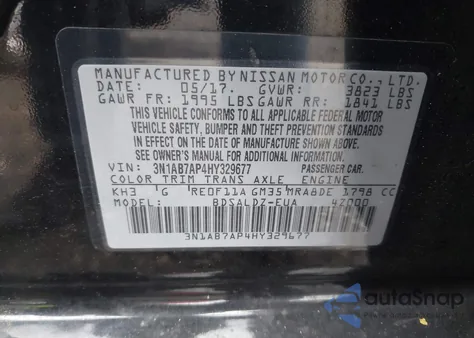 MANUFACTURED BY NISSAN MOTOR CO., LTD.
DATE: 05/17. GVWR: 3823 LBS
GAWR FR: 1995 LBS GAWR RR: 1841 LBS
THIS VEHICLE CONFORMS TO ALL APPLICABLE FEDERAL MOTOR
VEHICLE SAFETY, BUMPER AND THEFT PREVENTION STANDARDS
IN EFFECT ON THE DATE OF MANUFACTURE SHOWN ABOVE.
SEE OWNER'S MANUAL FOR ADDITIONAL INFORMATION
VIN: 3N1AB7AP4HY329677 PASSENGER CAR.
COLOR TRIM TRANS AXLE ENGINE
KH3 G RE0F11A GM35 MRA8DE 1798 CC
MODEL: BDSALDZ-EUA 4Z000
3N1AB7AP4HY329677
autoSnap